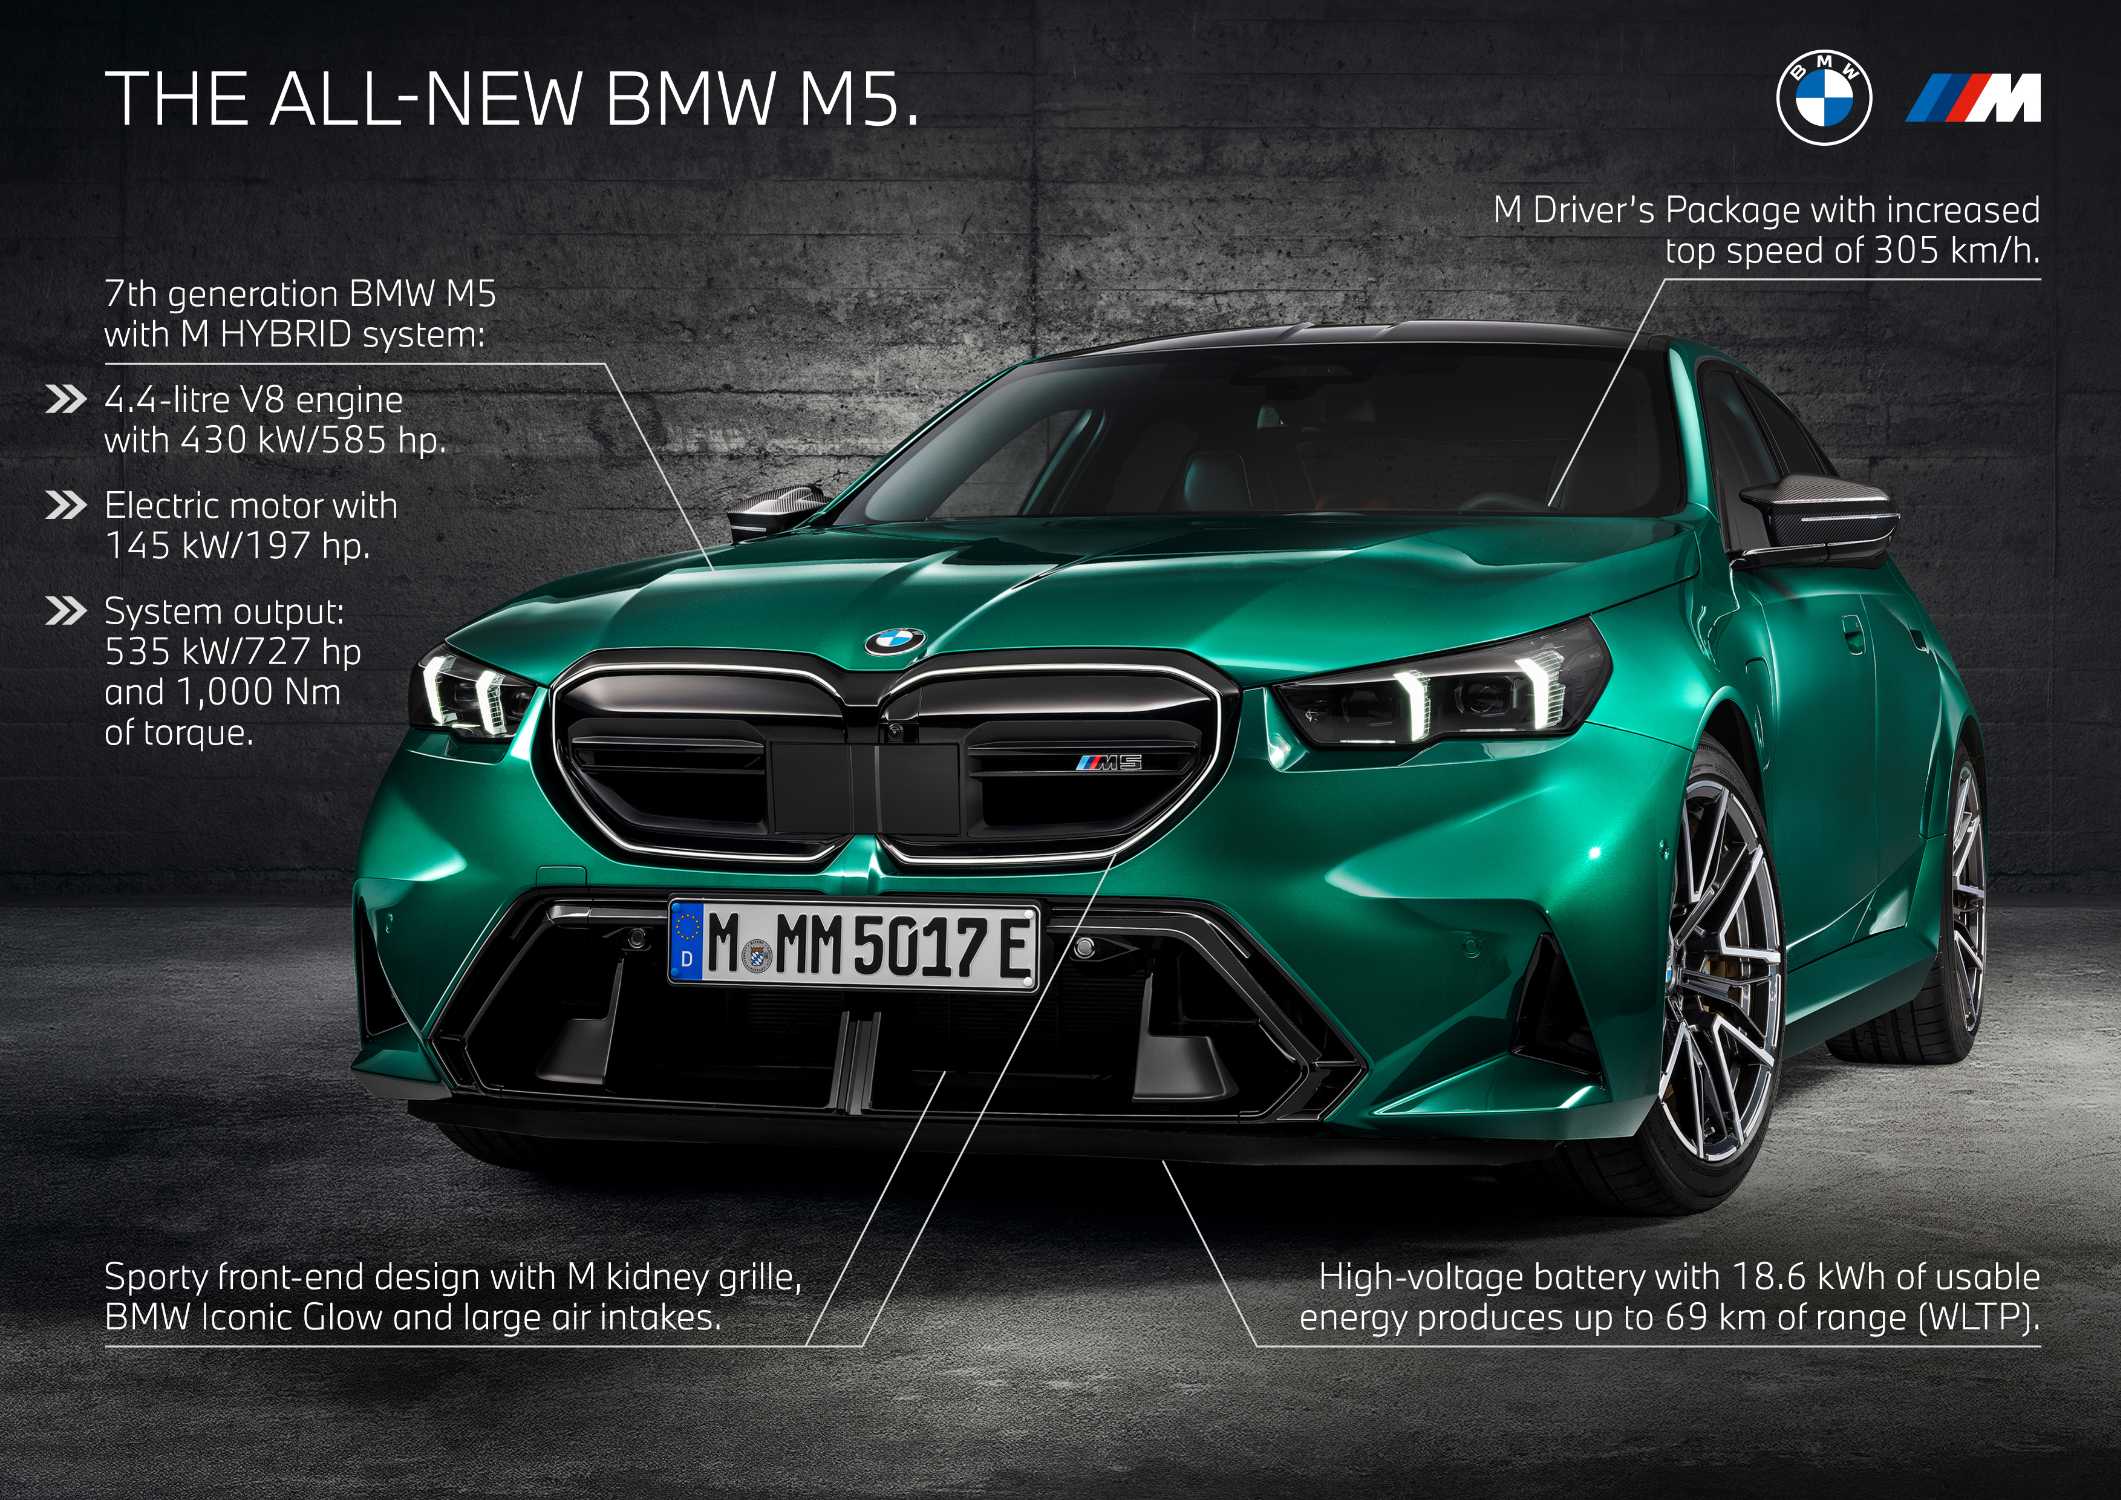 THE ALL-NEW BMW M5.
BMW
M
M Driver's Package with increased
top speed of 305 km/h.
7th generation BMW M5
with M HYBRID system:
4.4-litre V8 engine
with 430 kW/585 hp.
Electric motor with
145 kW/197 hp.
System output:
535 kW/727 hp
and 1,000 Nm
of torque.
M5
D
M MM 5017 E
Sporty front-end design with M kidney grille,
BMW Iconic Glow and large air intakes.
High-voltage battery with 18.6 kWh of usable
energy produces up to 69 km of range (WLTP).